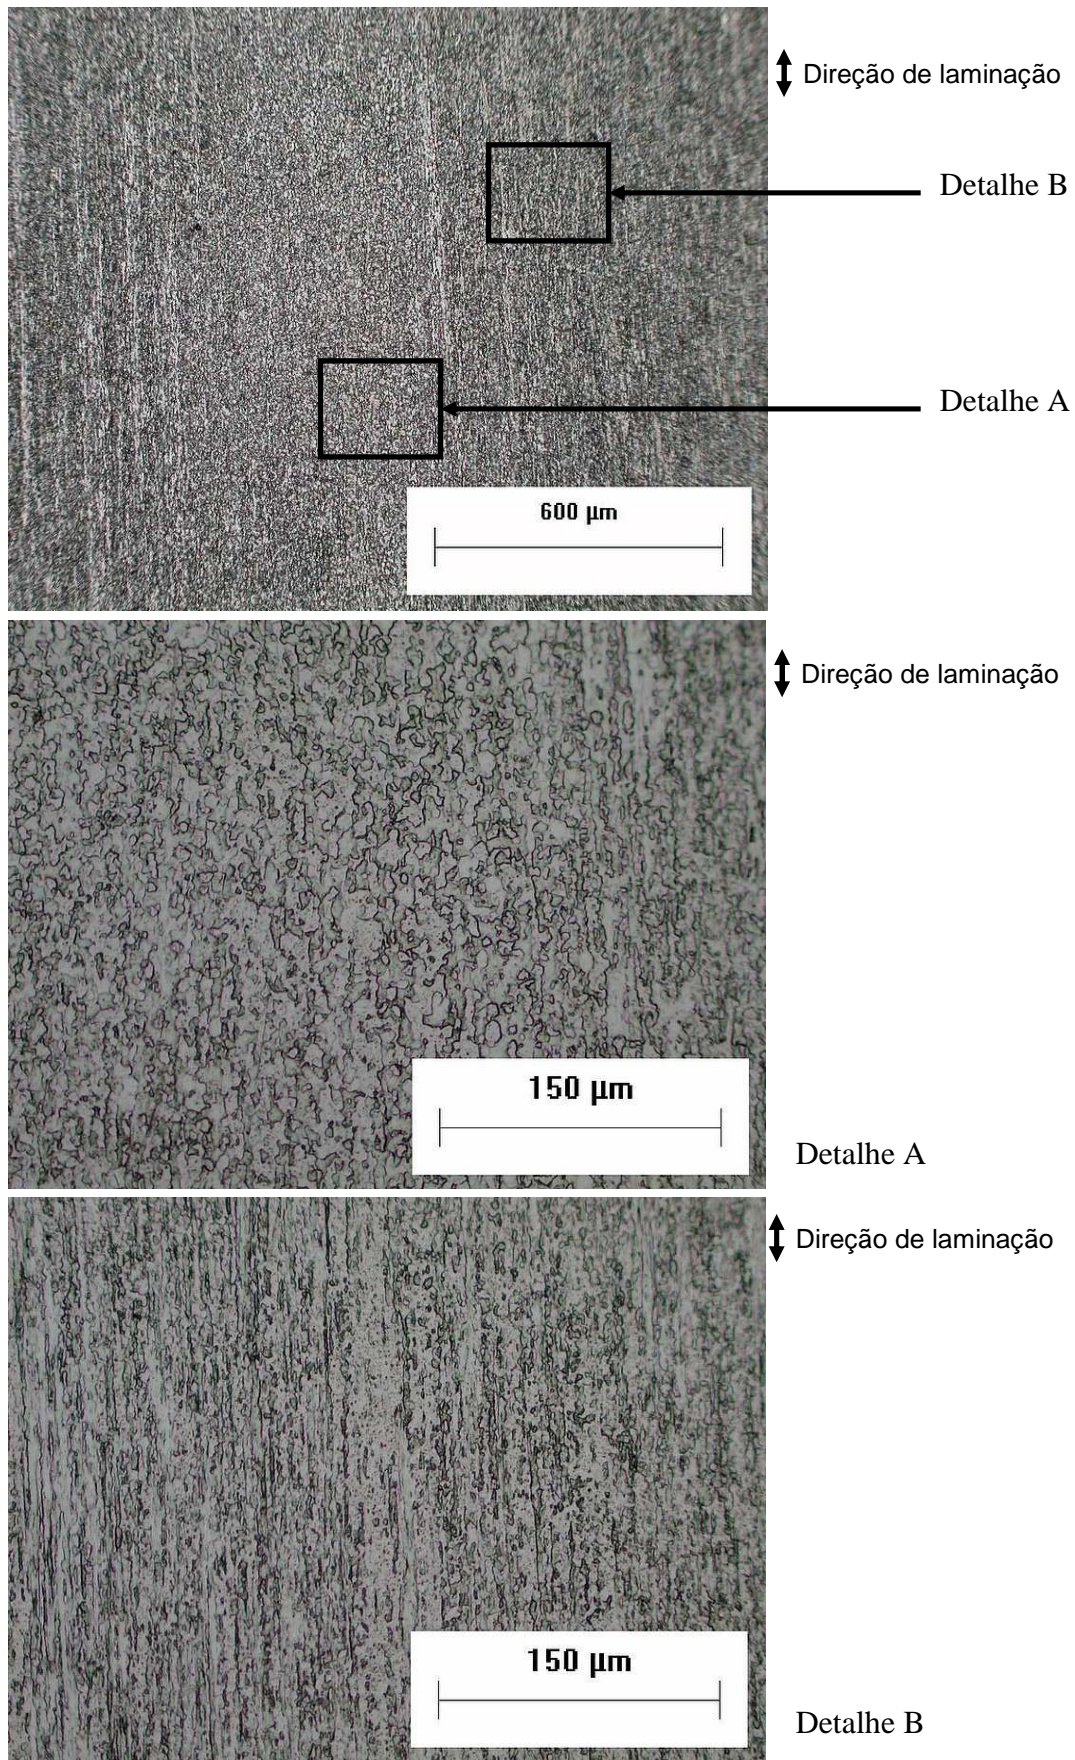 Direção de laminação
Detalhe B
Detalhe A
600 µm
Direção de laminação
150 µm
Detalhe A
Direção de laminação
150 µm
Detalhe B